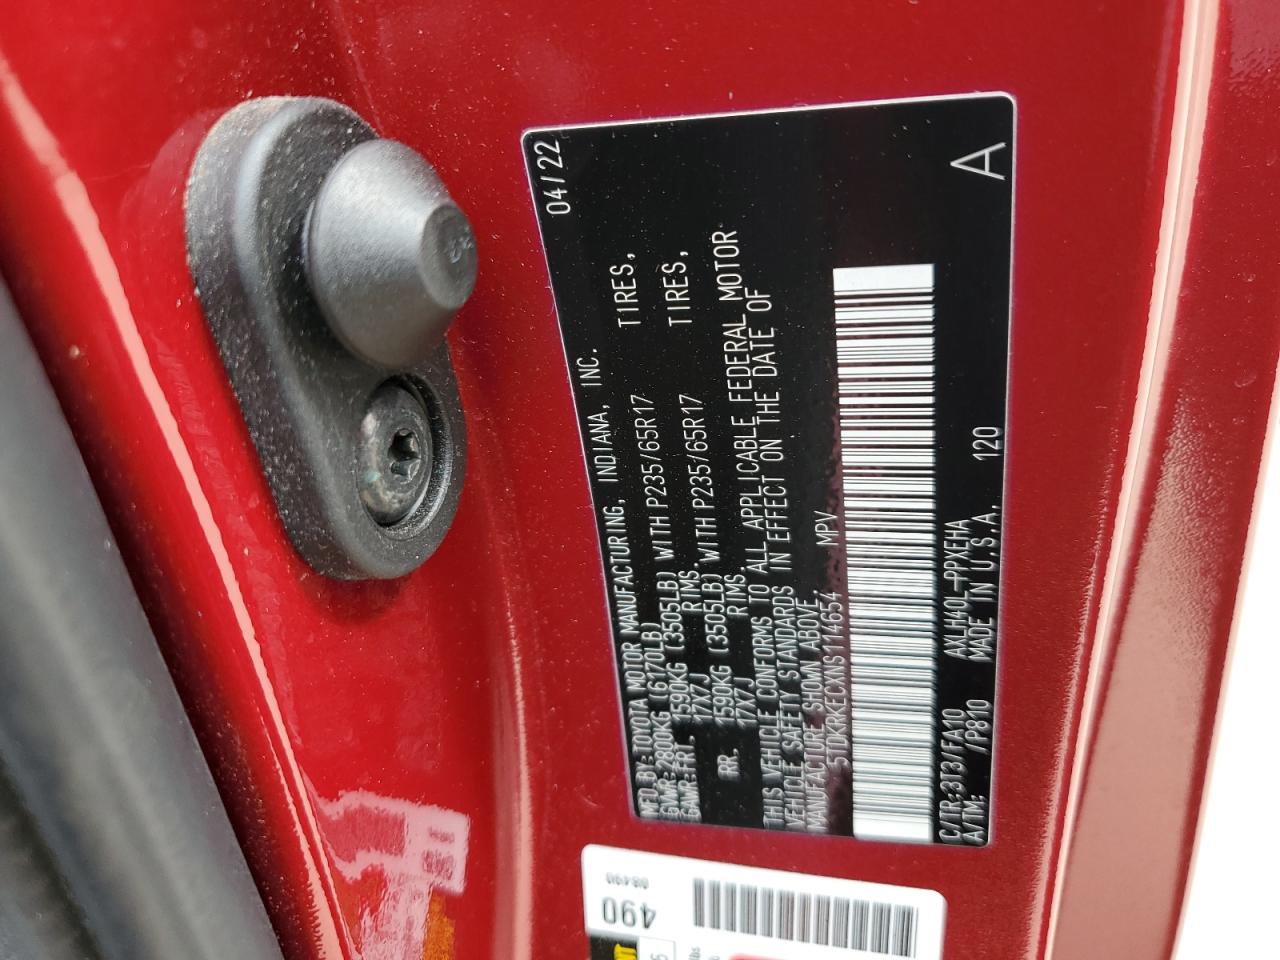 MFD.BY:TOYOTA MOTOR MANUFACTURING, INDIANA, INC. 04/22
GVWR:2800KG (6170LB)
GAWR:FRT. 1590KG (3505LB) WITH P235/65R17 TIRES,
17X7J RIMS,
RR. 1590KG (3505LB) WITH P235/65R17 TIRES,
17X7J RIMS
THIS VEHICLE CONFORMS TO ALL APPLICABLE FEDERAL MOTOR
VEHICLE SAFETY STANDARDS IN EFFECT ON THE DATE OF
MANUFACTURE SHOWN ABOVE.
5TDKRKECXNS114654 MPV
C/TR:3T3/FA10 AXLH40L-PPXEHA 120
A/TM: /P810 MADE IN U.S.A.
A
490